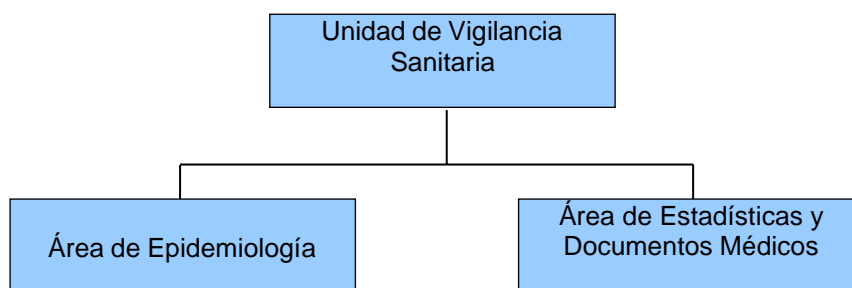 Unidad de Vigilancia
Sanitaria
Área de Epidemiología
Área de Estadísticas y
Documentos Médicos